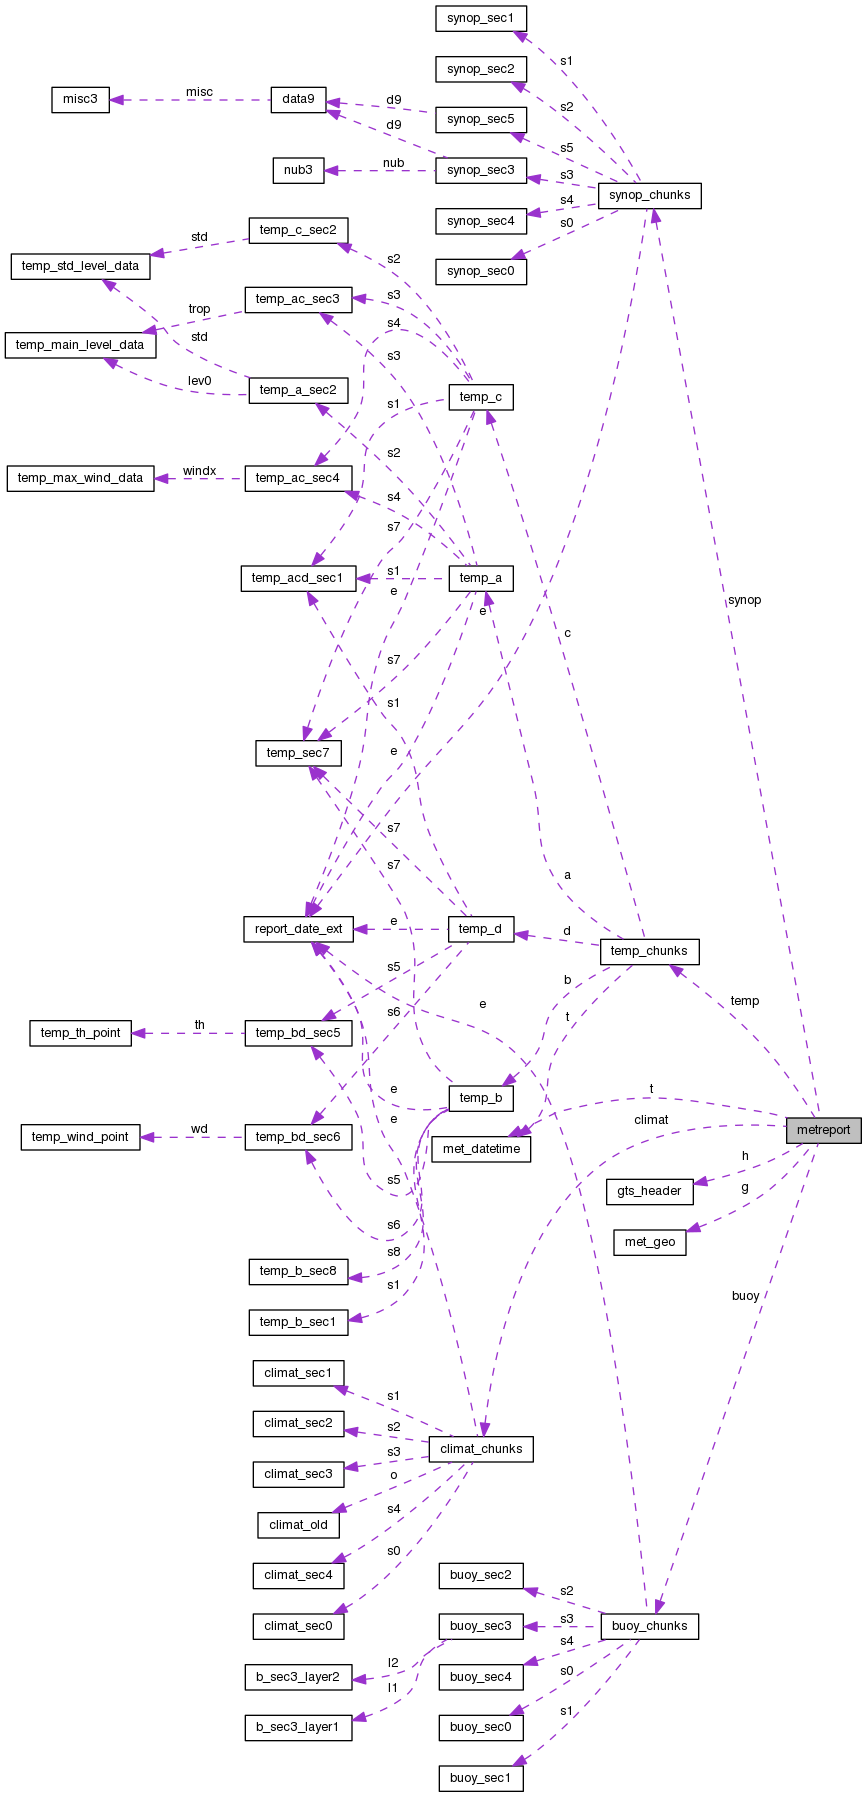 synop_sec1
s1
synop_sec2
misc3
misc
data9
d9
s2
synop_sec5
d9
s5
nub3
nub
synop_sec3
s3
synop_chunks
s4
synop_sec4
s0
temp_c_sec2
std
s2
temp_std_level_data
synop_sec0
temp_ac_sec3
s3
trop
s4
std
temp_main_level_data
s3
lev0
temp_a_sec2
temp_c
s1
s2
windx
temp_max_wind_data
temp_ac_sec4
s4
s7
s1
temp_acd_sec1
temp_a
e
synop
e
c
s7
s1
temp_sec7
e
s7
s7
a
report_date_ext
e
temp_d
d
temp_chunks
s5
b
temp
e
s6
t
th
temp_th_point
temp_bd_sec5
e
temp_b
t
e
climat
wd
temp_wind_point
temp_bd_sec6
met_datetime
metreport
h
s5
g
gts_header
s6
met_geo
s8
temp_b_sec8
s1
buoy
temp_b_sec1
climat_sec1
s1
climat_sec2
s2
s3
climat_chunks
climat_sec3
o
s4
climat_old
s0
climat_sec4
buoy_sec2
s2
climat_sec0
buoy_sec3
s3
buoy_chunks
s4
l2
s0
b_sec3_layer2
buoy_sec4
l1
s1
b_sec3_layer1
buoy_sec0
buoy_sec1